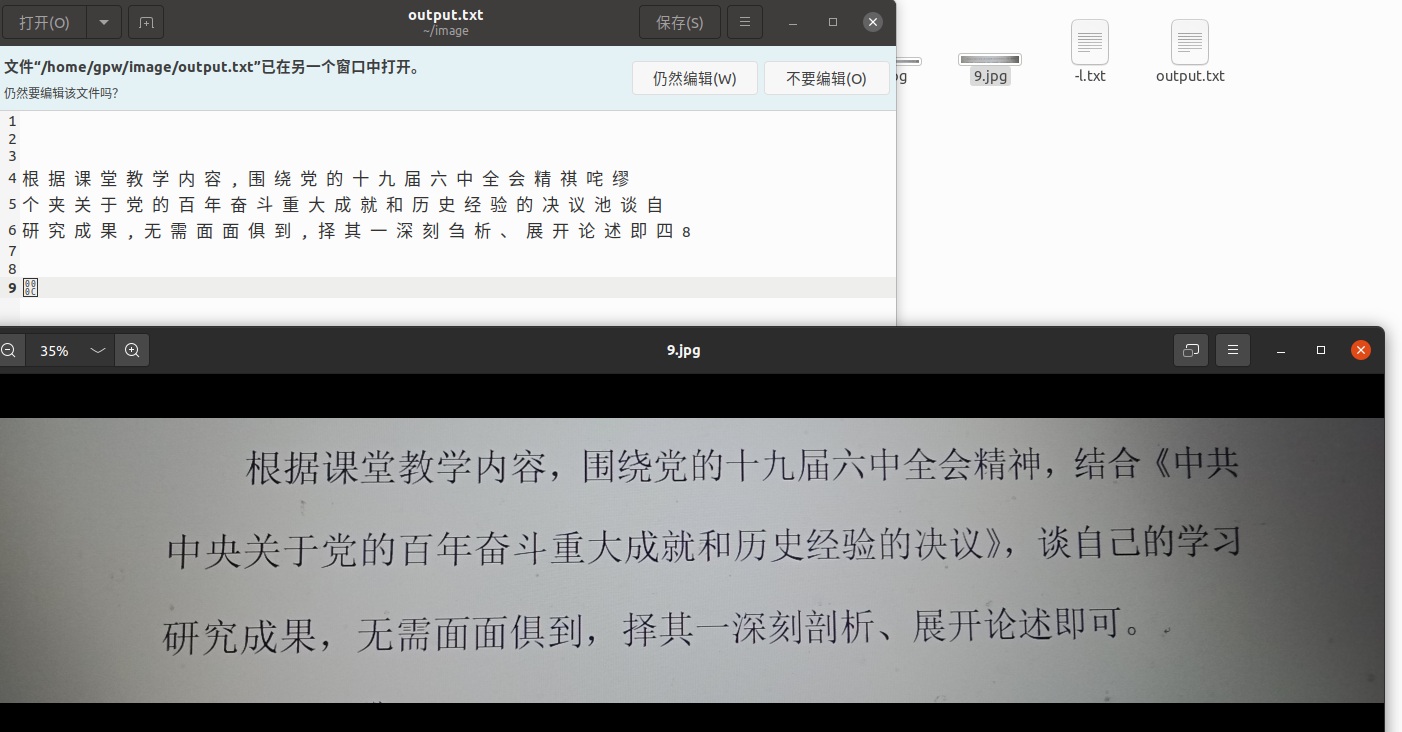 打开(O)
output.txt
~/image
保存(S)
文件“/home/gpw/image/output.txt”已在另一个窗口中打开。
仍然要编辑该文件吗？
仍然编辑(W)
不要编辑(O)
pg
9.jpg
-l.txt
output.txt
1
2
3
4 根 据 课 堂 教 学 内 容 , 围 绕 党 的 十 九 届 六 中 全 会 精 祺 咤 缪
5 个 夹 关 于 党 的 百 年 奋 斗 重 大 成 就 和 历 史 经 验 的 决 议 池 谈 自
6 研 究 成 果 , 无 需 面 面 俱 到 , 择 其 一 深 刻 刍 析 、 展 开 论 述 即 四 8
7
8
9 000C
35%
9.jpg
根据课堂教学内容，围绕党的十九届六中全会精神，结合《中共
中央关于党的百年奋斗重大成就和历史经验的决议》，谈自己的学习
研究成果，无需面面俱到，择其一深刻剖析、展开论述即可。